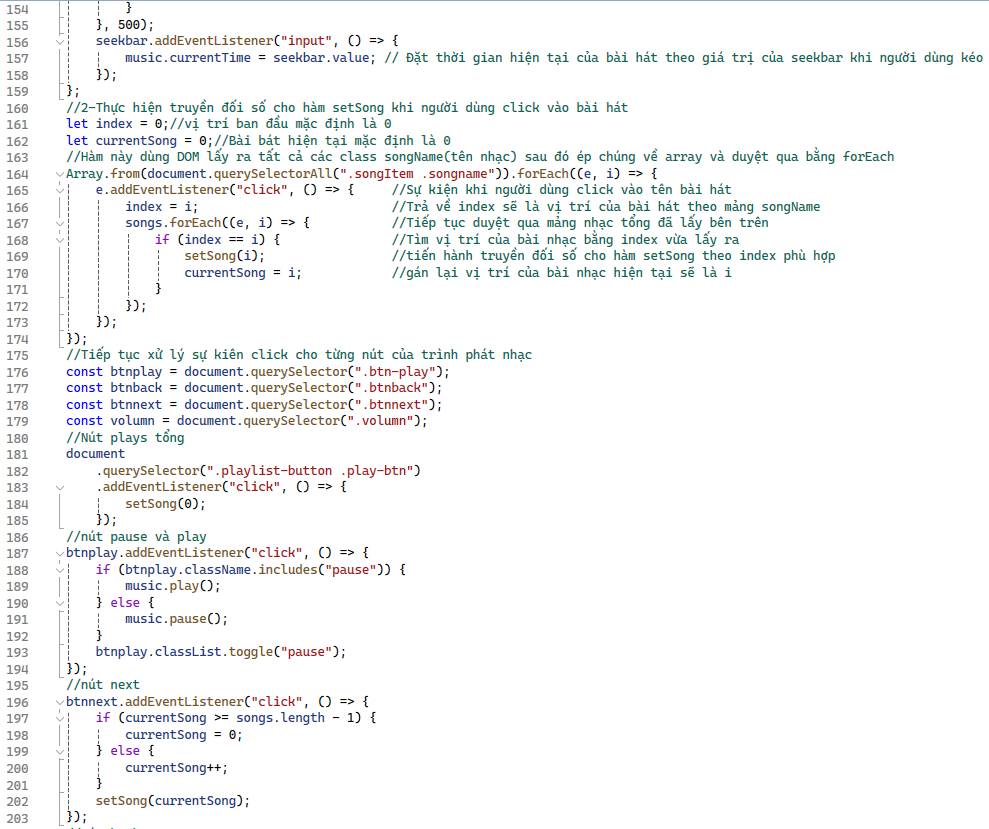 154 }
155 }, 500);
156 seekbar.addEventListener("input", () => {
157 music.currentTime = seekbar.value; // Đặt thời gian hiện tại của bài hát theo giá trị của seekbar khi người dùng kéo
158 });
159 };
160 //2-Thực hiện truyền đối số cho hàm setSong khi người dùng click vào bài hát
161 let index = 0;//vị trí ban đầu mặc định là 0
162 let currentSong = 0;//Bài bát hiện tại mặc định là 0
163 //Hàm này dùng DOM lấy ra tất cả các class songName(tên nhạc) sau đó ép chúng về array và duyệt qua bằng forEach
164 Array.from(document.querySelectorAll(".songItem .songname")).forEach((e, i) => {
165 e.addEventListener("click", () => { //Sự kiện khi người dùng click vào tên bài hát
166 index = i; //Trả về index sẽ là vị trí của bài hát theo mảng songName
167 songs.forEach((e, i) => { //Tiếp tục duyệt qua mảng nhạc tổng đã lấy bên trên
168 if (index == i) { //Tìm vị trí của bài nhạc bằng index vừa lấy ra
169 setSong(i); //tiến hành truyền đối số cho hàm setSong theo index phù hợp
170 currentSong = i; //gán lại vị trí của bài nhạc hiện tại sẽ là i
171 }
172 });
173 });
174 });
175 //Tiếp tục xử lý sự kiên click cho từng nút của trình phát nhạc
176 const btnplay = document.querySelector(".btn-play");
177 const btnback = document.querySelector(".btnback");
178 const btnnext = document.querySelector(".btnnext");
179 const volumn = document.querySelector(".volumn");
180 //Nút plays tổng
181 document
182 .querySelector(".playlist-button .play-btn")
183 .addEventListener("click", () => {
184 setSong(0);
185 });
186 //nút pause và play
187 btnplay.addEventListener("click", () => {
188 if (btnplay.className.includes("pause")) {
189 music.play();
190 } else {
191 music.pause();
192 }
193 btnplay.classList.toggle("pause");
194 });
195 //nút next
196 btnnext.addEventListener("click", () => {
197 if (currentSong >= songs.length - 1) {
198 currentSong = 0;
199 } else {
200 currentSong++;
201 }
202 setSong(currentSong);
203 });